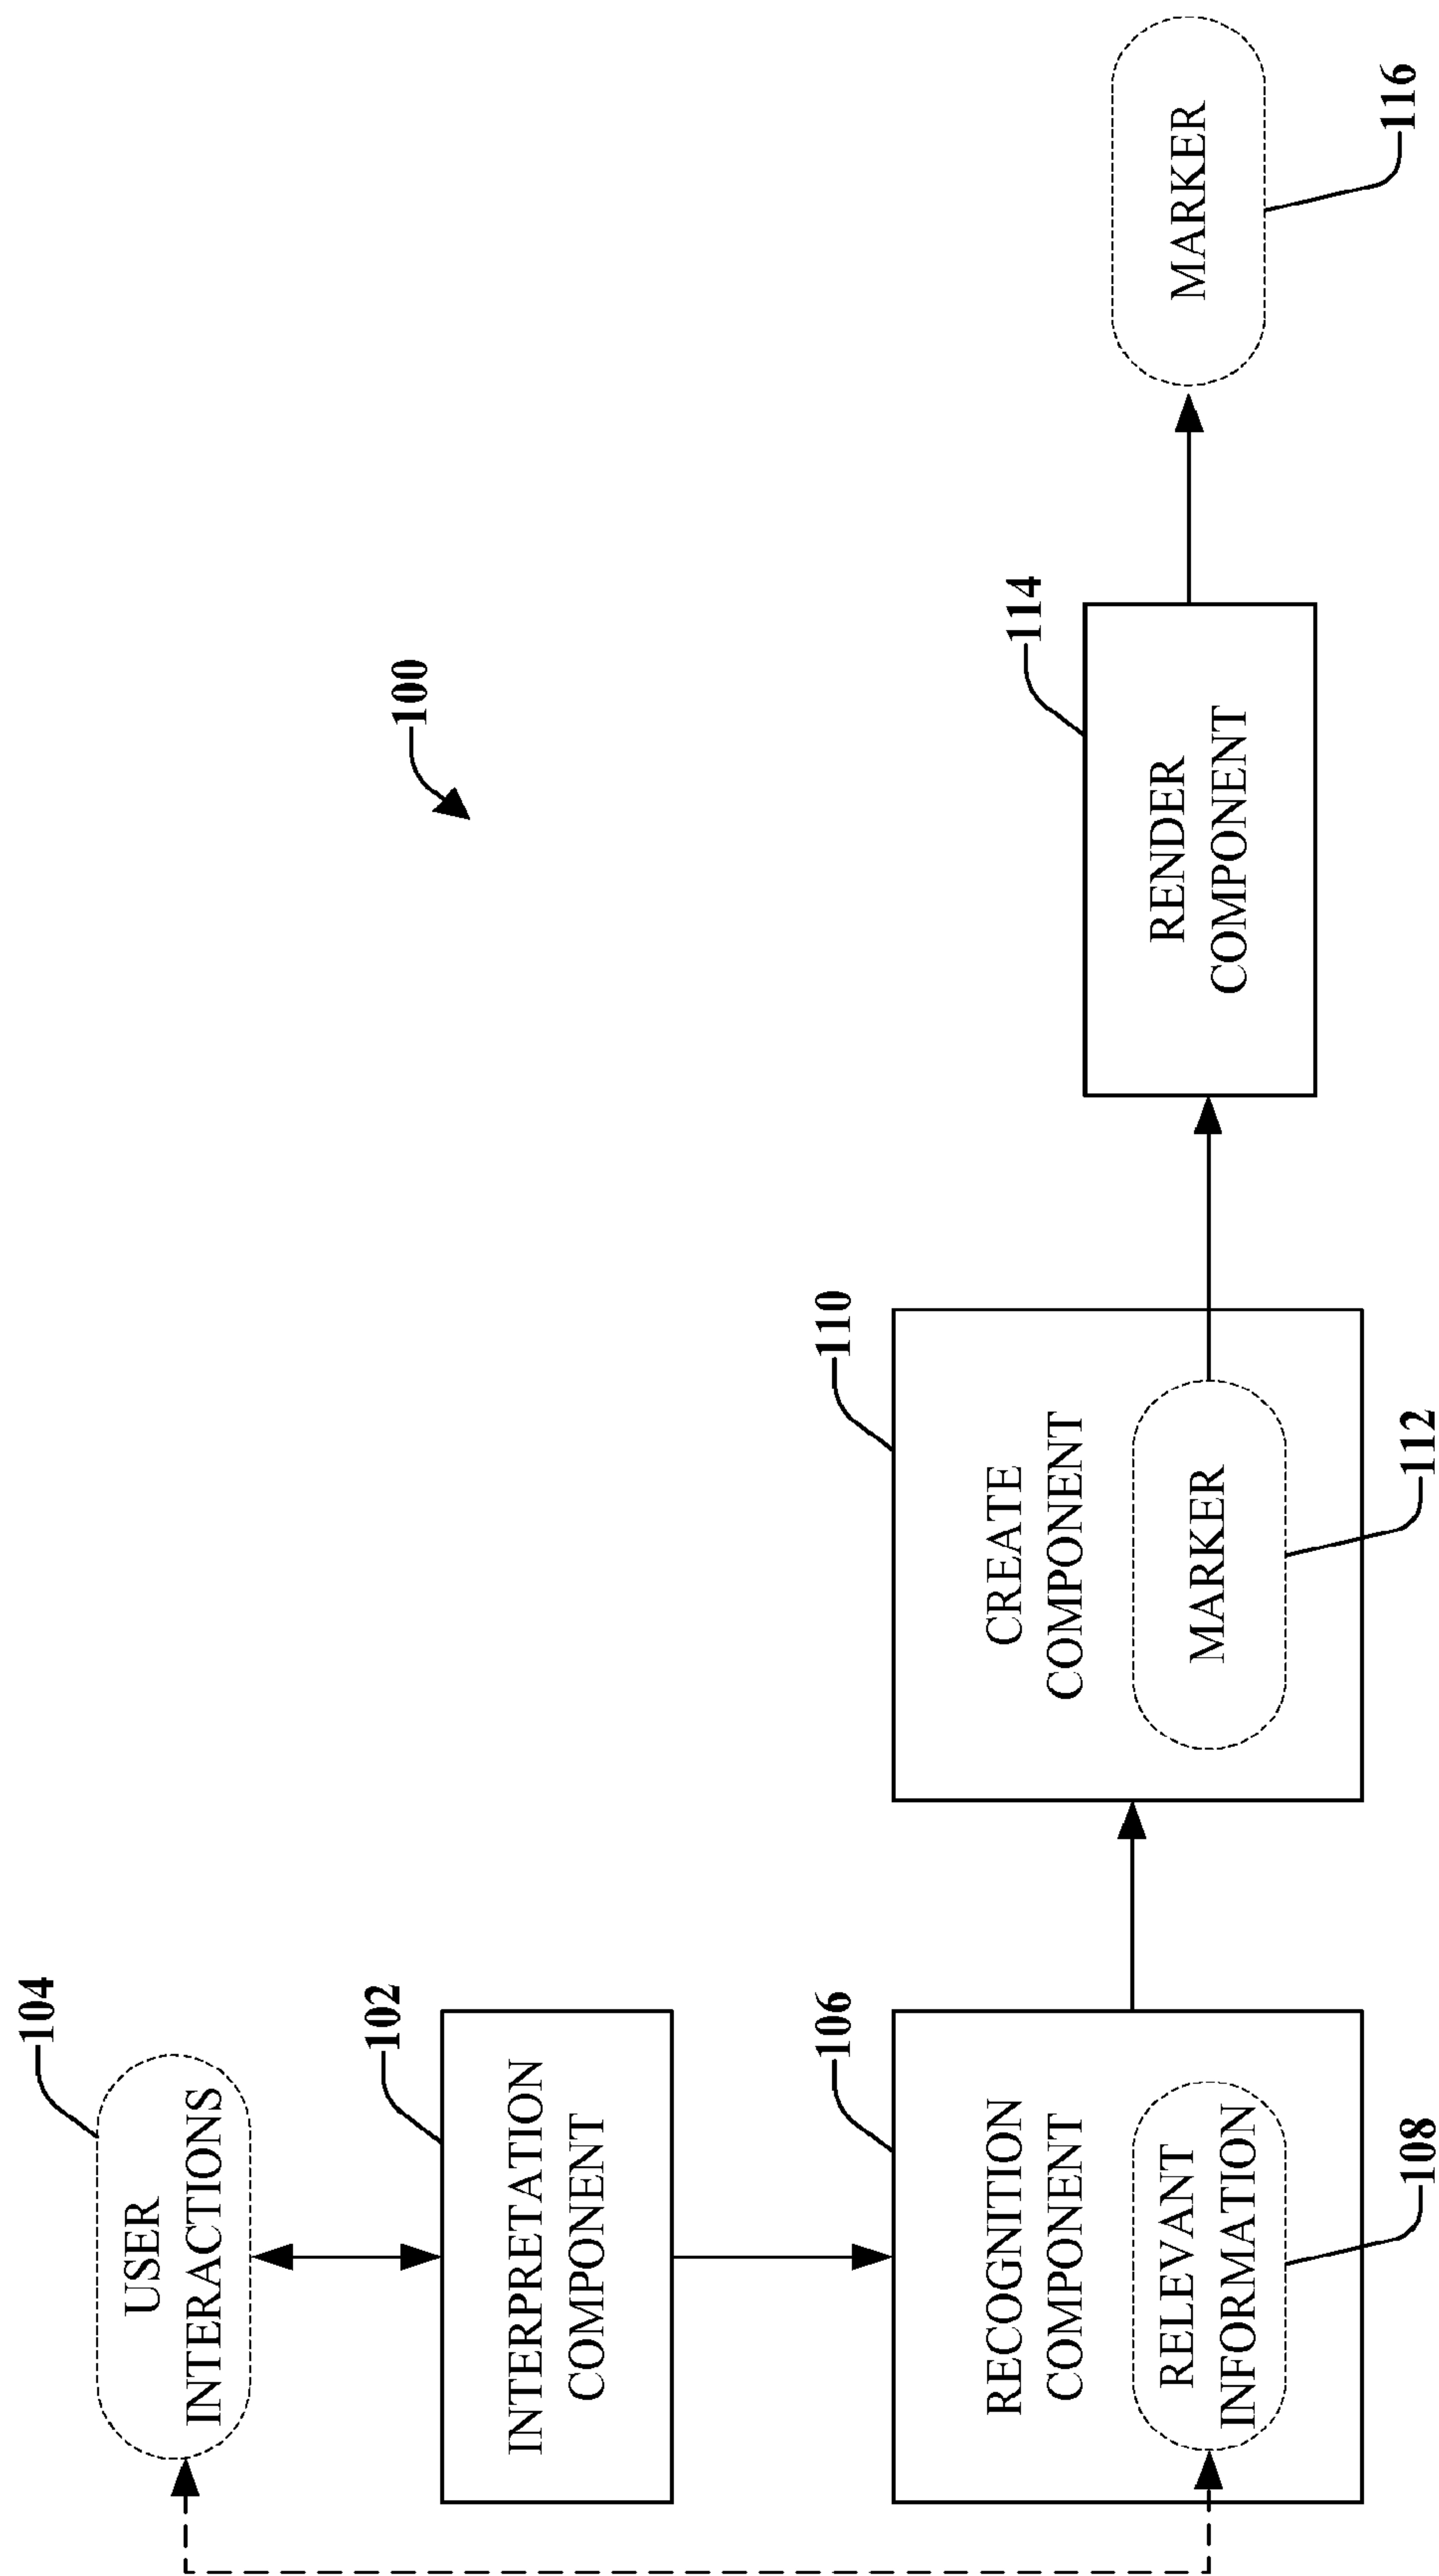 104
USER
INTERACTIONS
100
102
INTERPRETATION
COMPONENT
106
RECOGNITION
COMPONENT
RELEVANT
INFORMATION
108
110
CREATE
COMPONENT
MARKER
112
114
RENDER
COMPONENT
MARKER
116